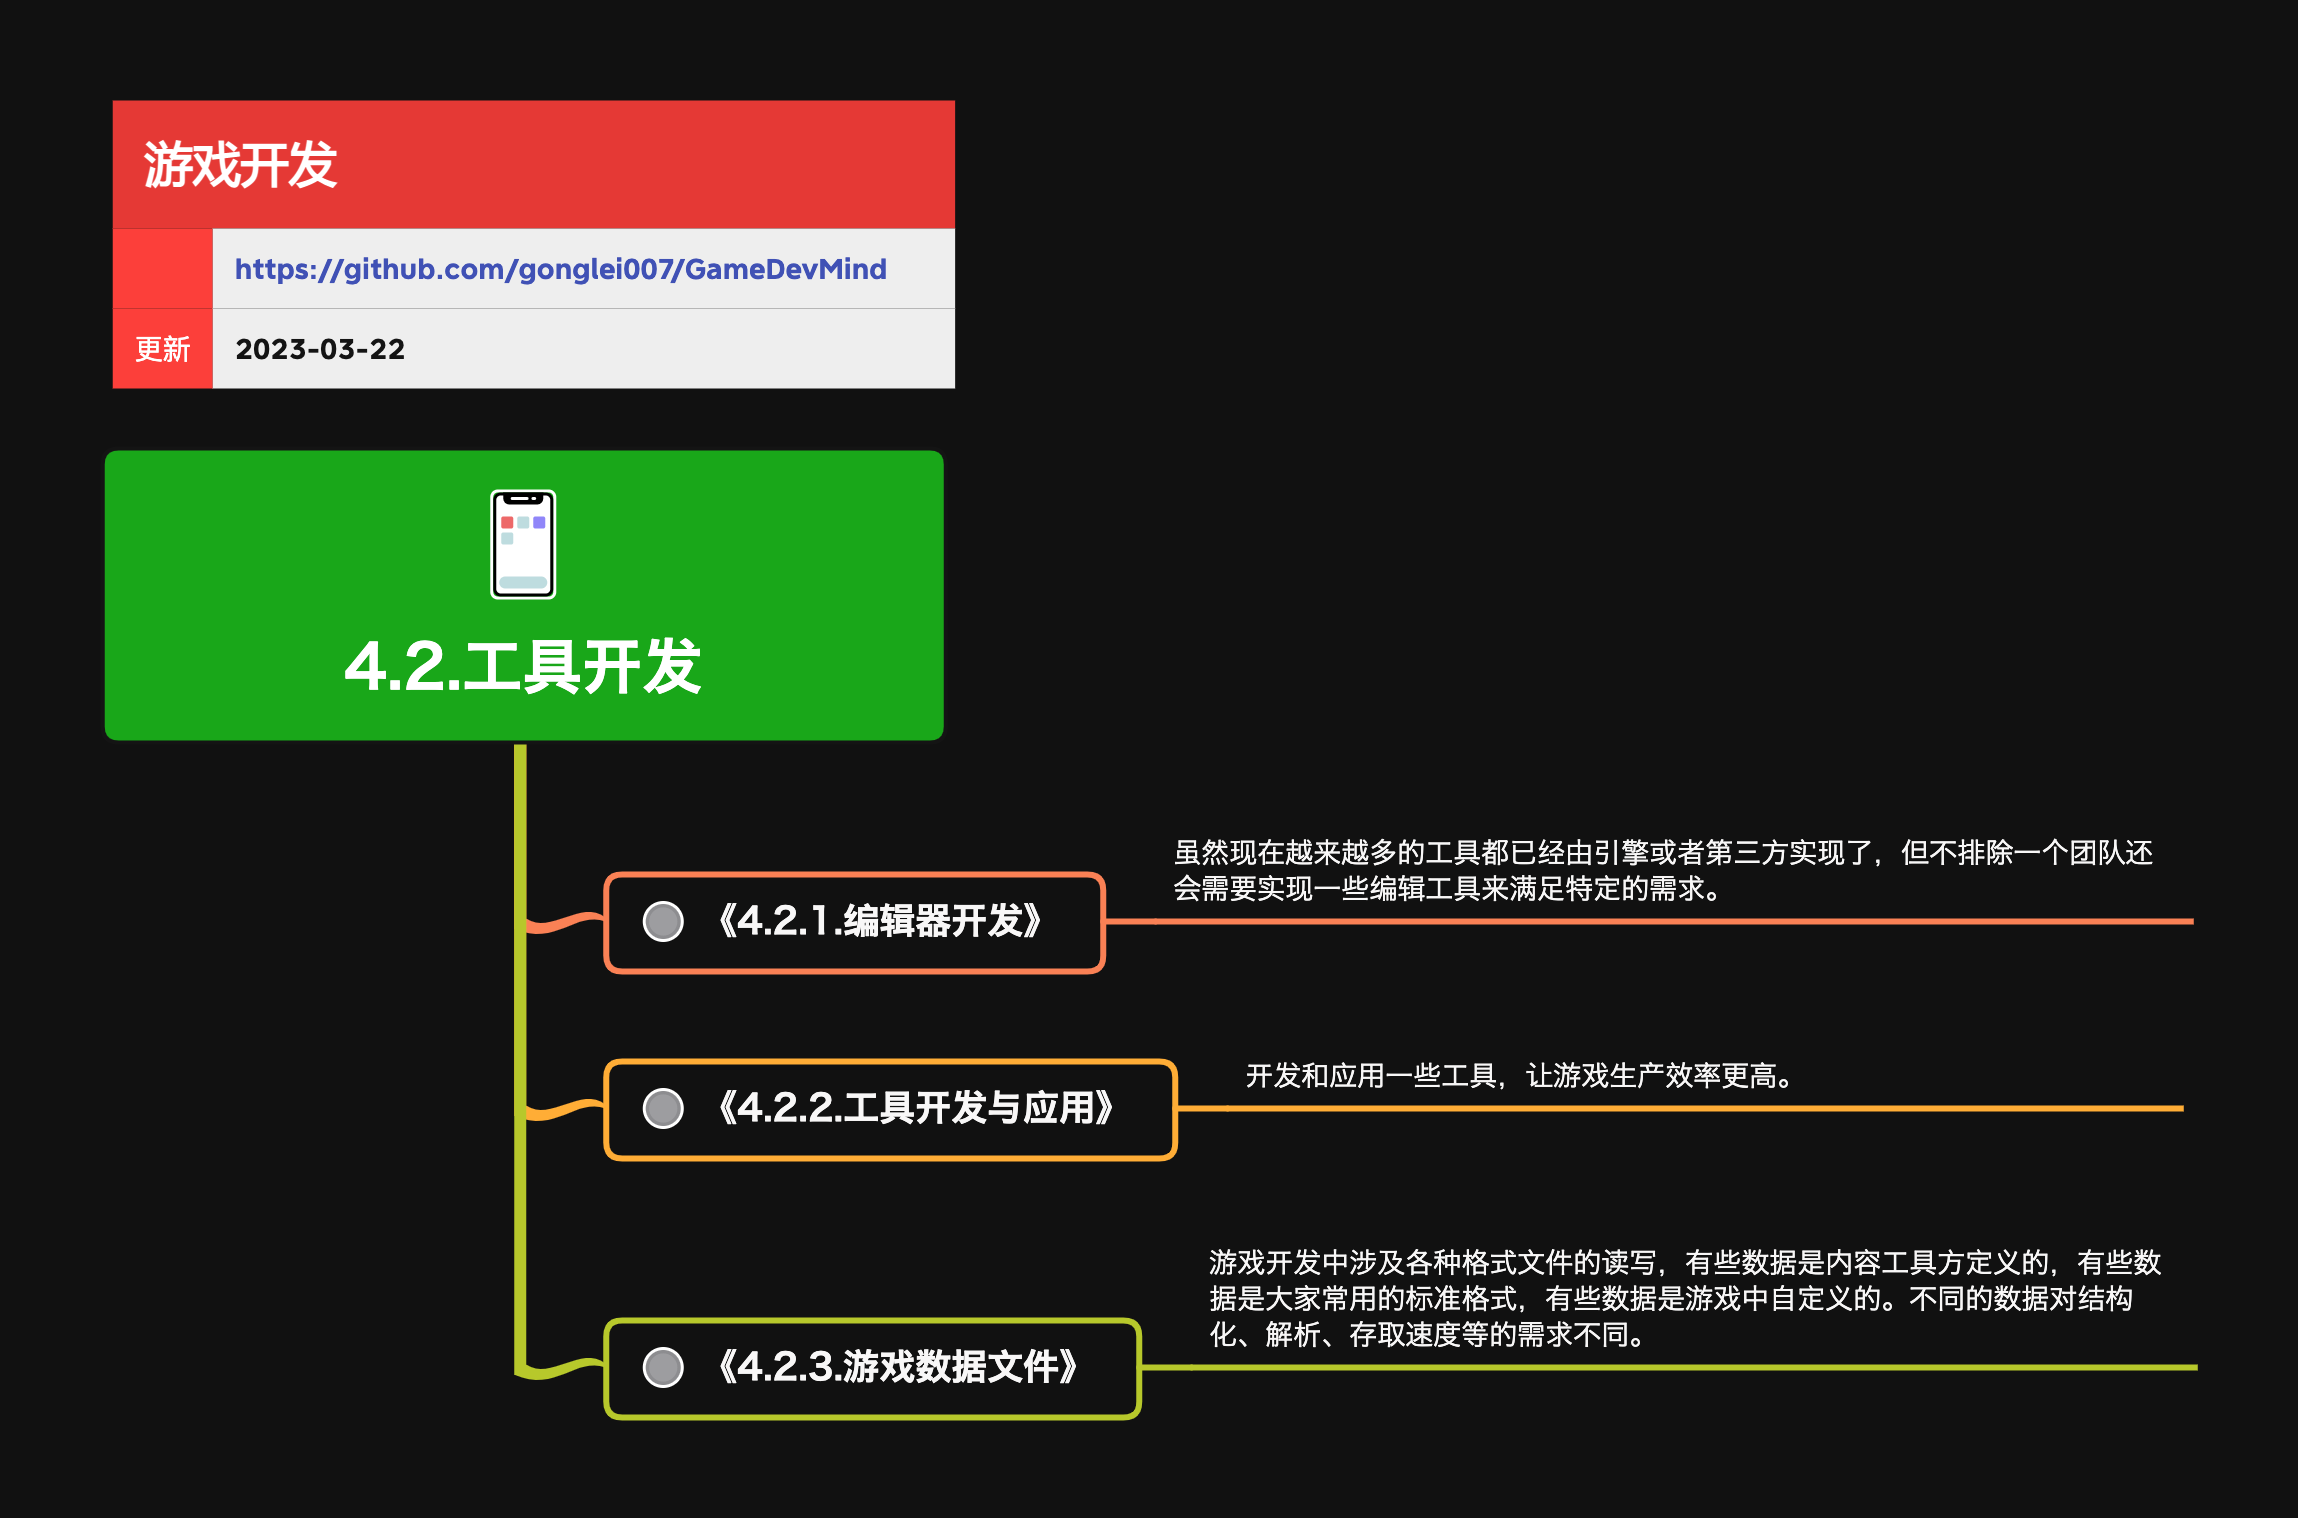 游戏开发
https://github.com/gonglei007/GameDevMind
更新
2023-03-22
4.2.工具开发
虽然现在越来越多的工具都已经由引擎或者第三方实现了，但不排除一个团队还
会需要实现一些编辑工具来满足特定的需求。
《4.2.1.编辑器开发》
开发和应用一些工具，让游戏生产效率更高。
《4.2.2.工具开发与应用》
游戏开发中涉及各种格式文件的读写，有些数据是内容工具方定义的，有些数
据是大家常用的标准格式，有些数据是游戏中自定义的。不同的数据对结构
化、解析、存取速度等的需求不同。
《4.2.3.游戏数据文件》